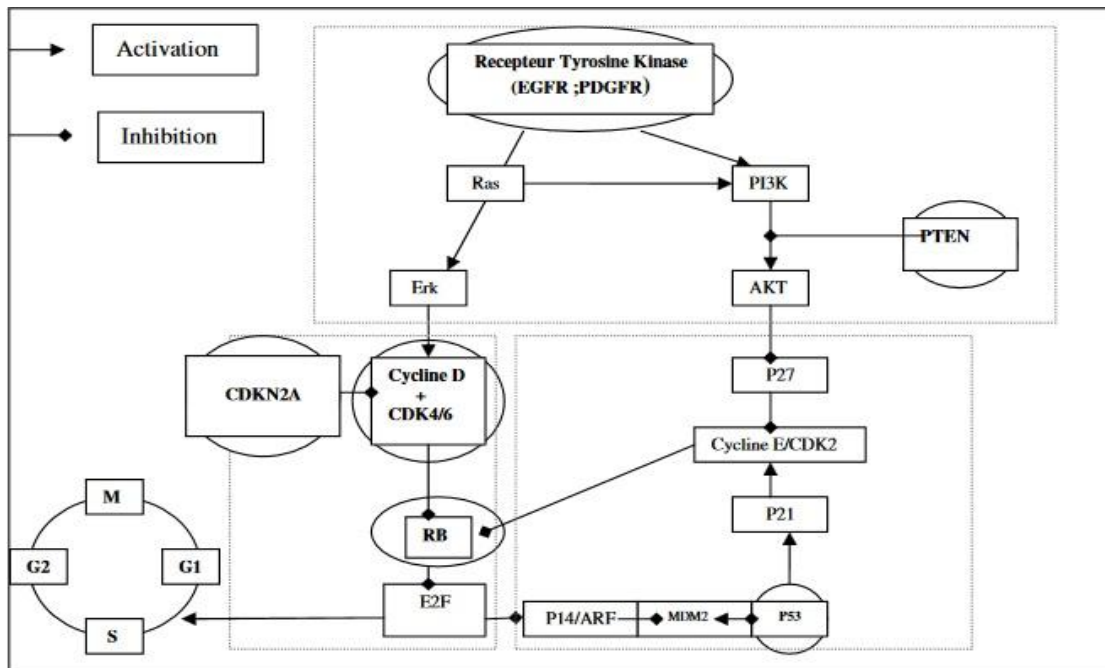 Activation
Inhibition
Recepteur Tyrosine Kinase
(EGFR ;PDGFR)
Ras
PI3K
PTEN
Erk
AKT
CDKN2A
Cycline D
+
CDK4/6
P27
Cycline E/CDK2
P21
M
G2
G1
S
RB
E2F
P14/ARF
MDM2
P53